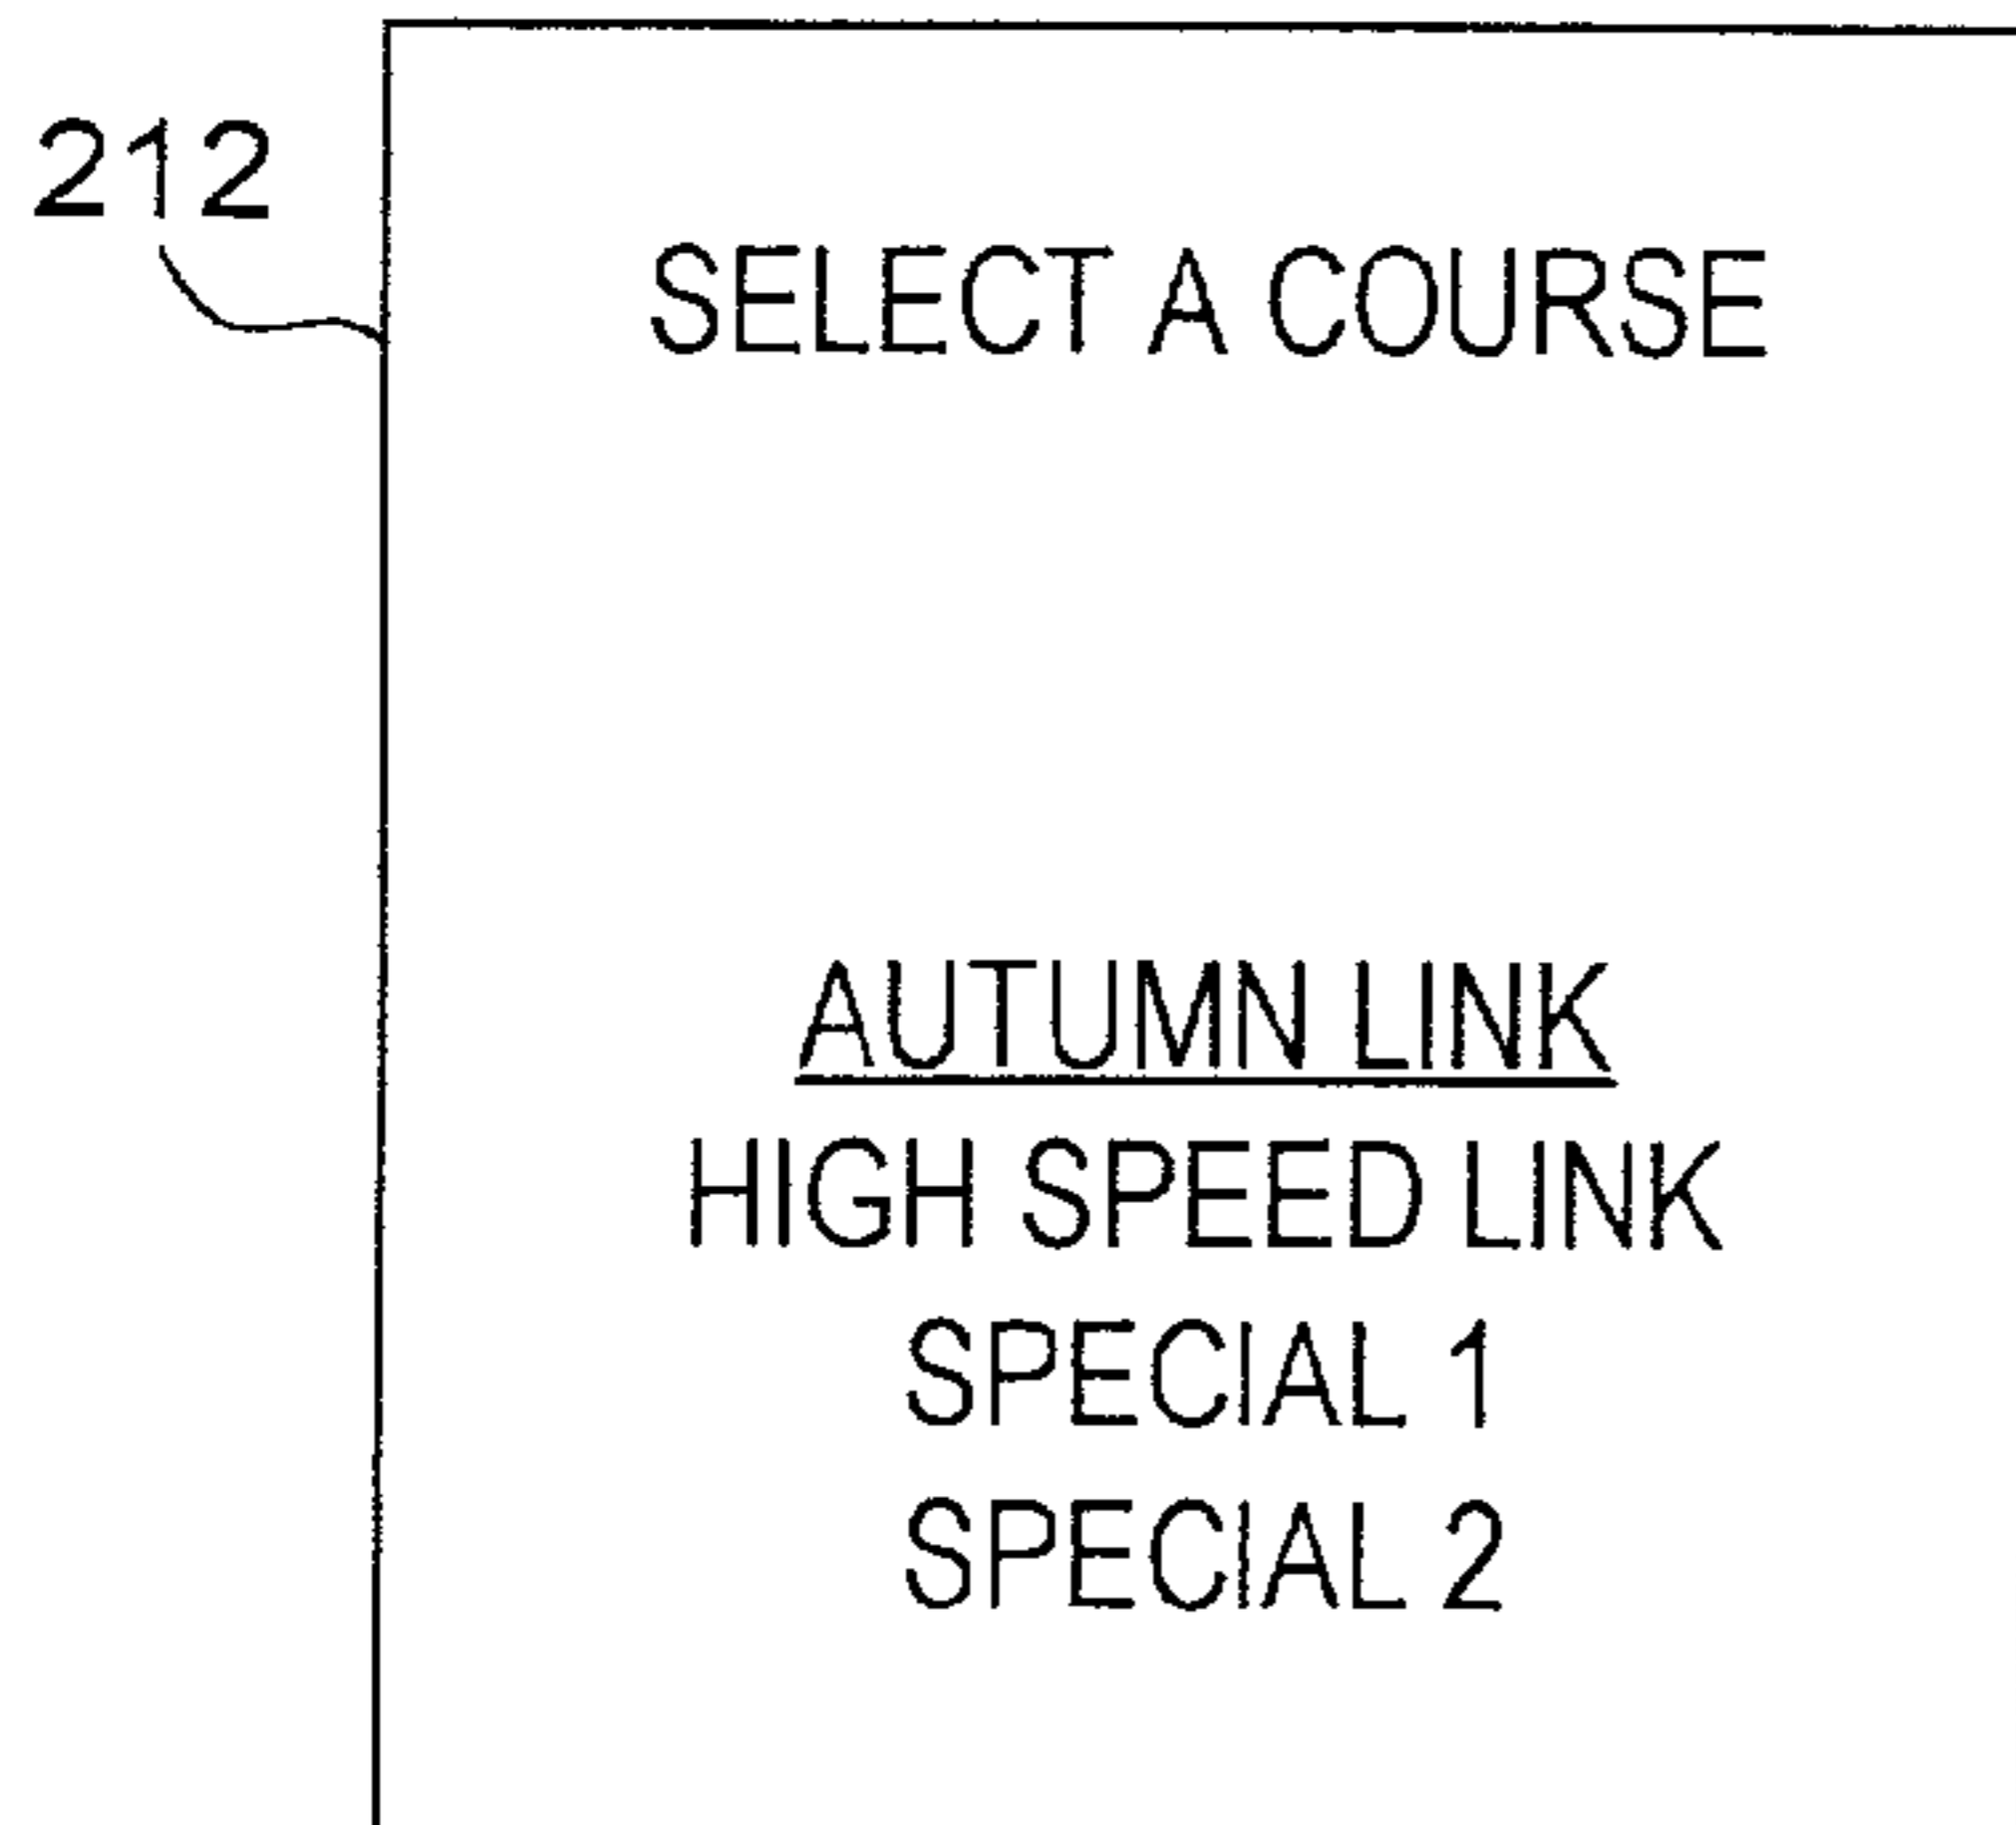 212
SELECT A COURSE
AUTUMN LINK
HIGH SPEED LINK
SPECIAL 1
SPECIAL 2